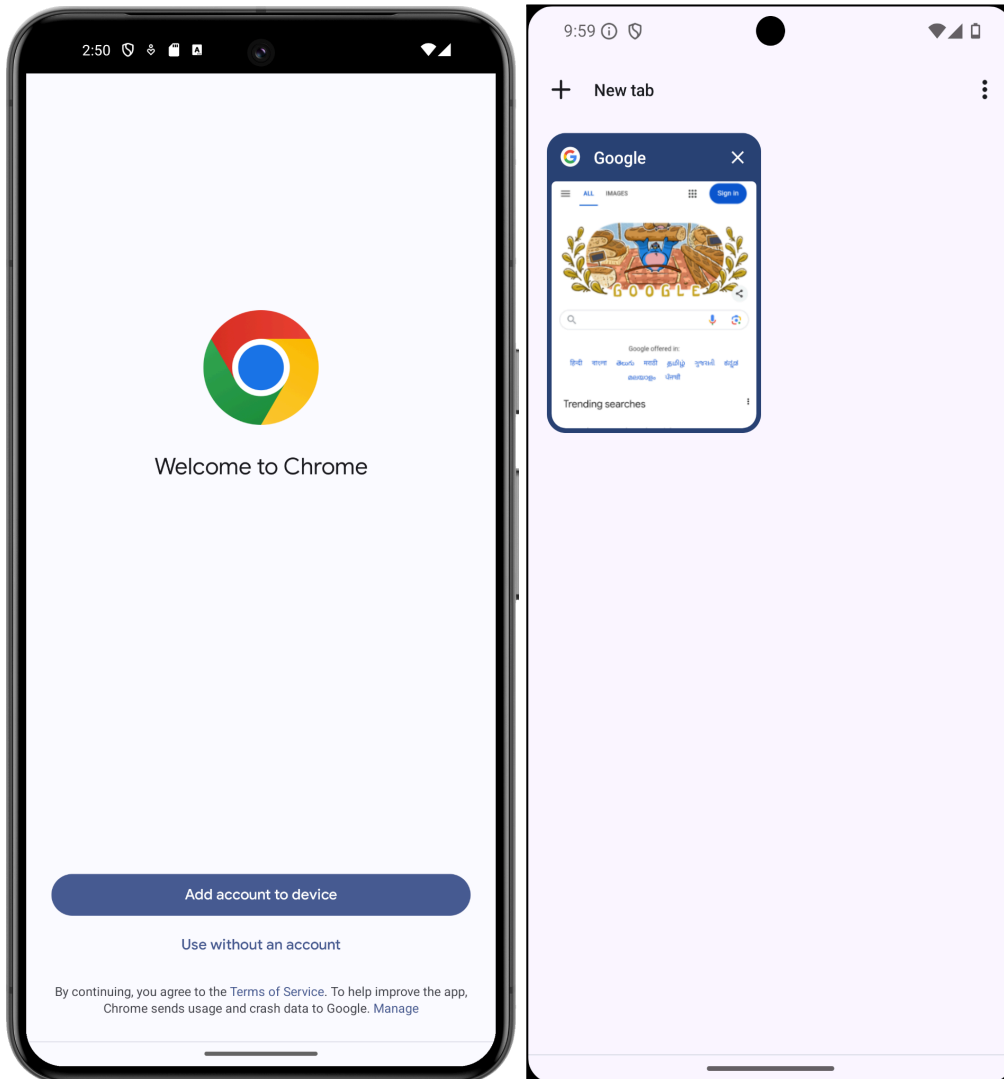 2:50
Welcome to Chrome
Add account to device
Use without an account
By continuing, you agree to the Terms of Service. To help improve the app,
Chrome sends usage and crash data to Google. Manage
9:59
New tab
Google
ALL IMAGES Sign in
GOOGLE
Google offered in:
हिन्दी বাংলা తెలుగు मराठी தமிழ் ગુજરાતી ಕನ್ನಡ
മലയാളം ਪੰਜਾਬੀ
Trending searches